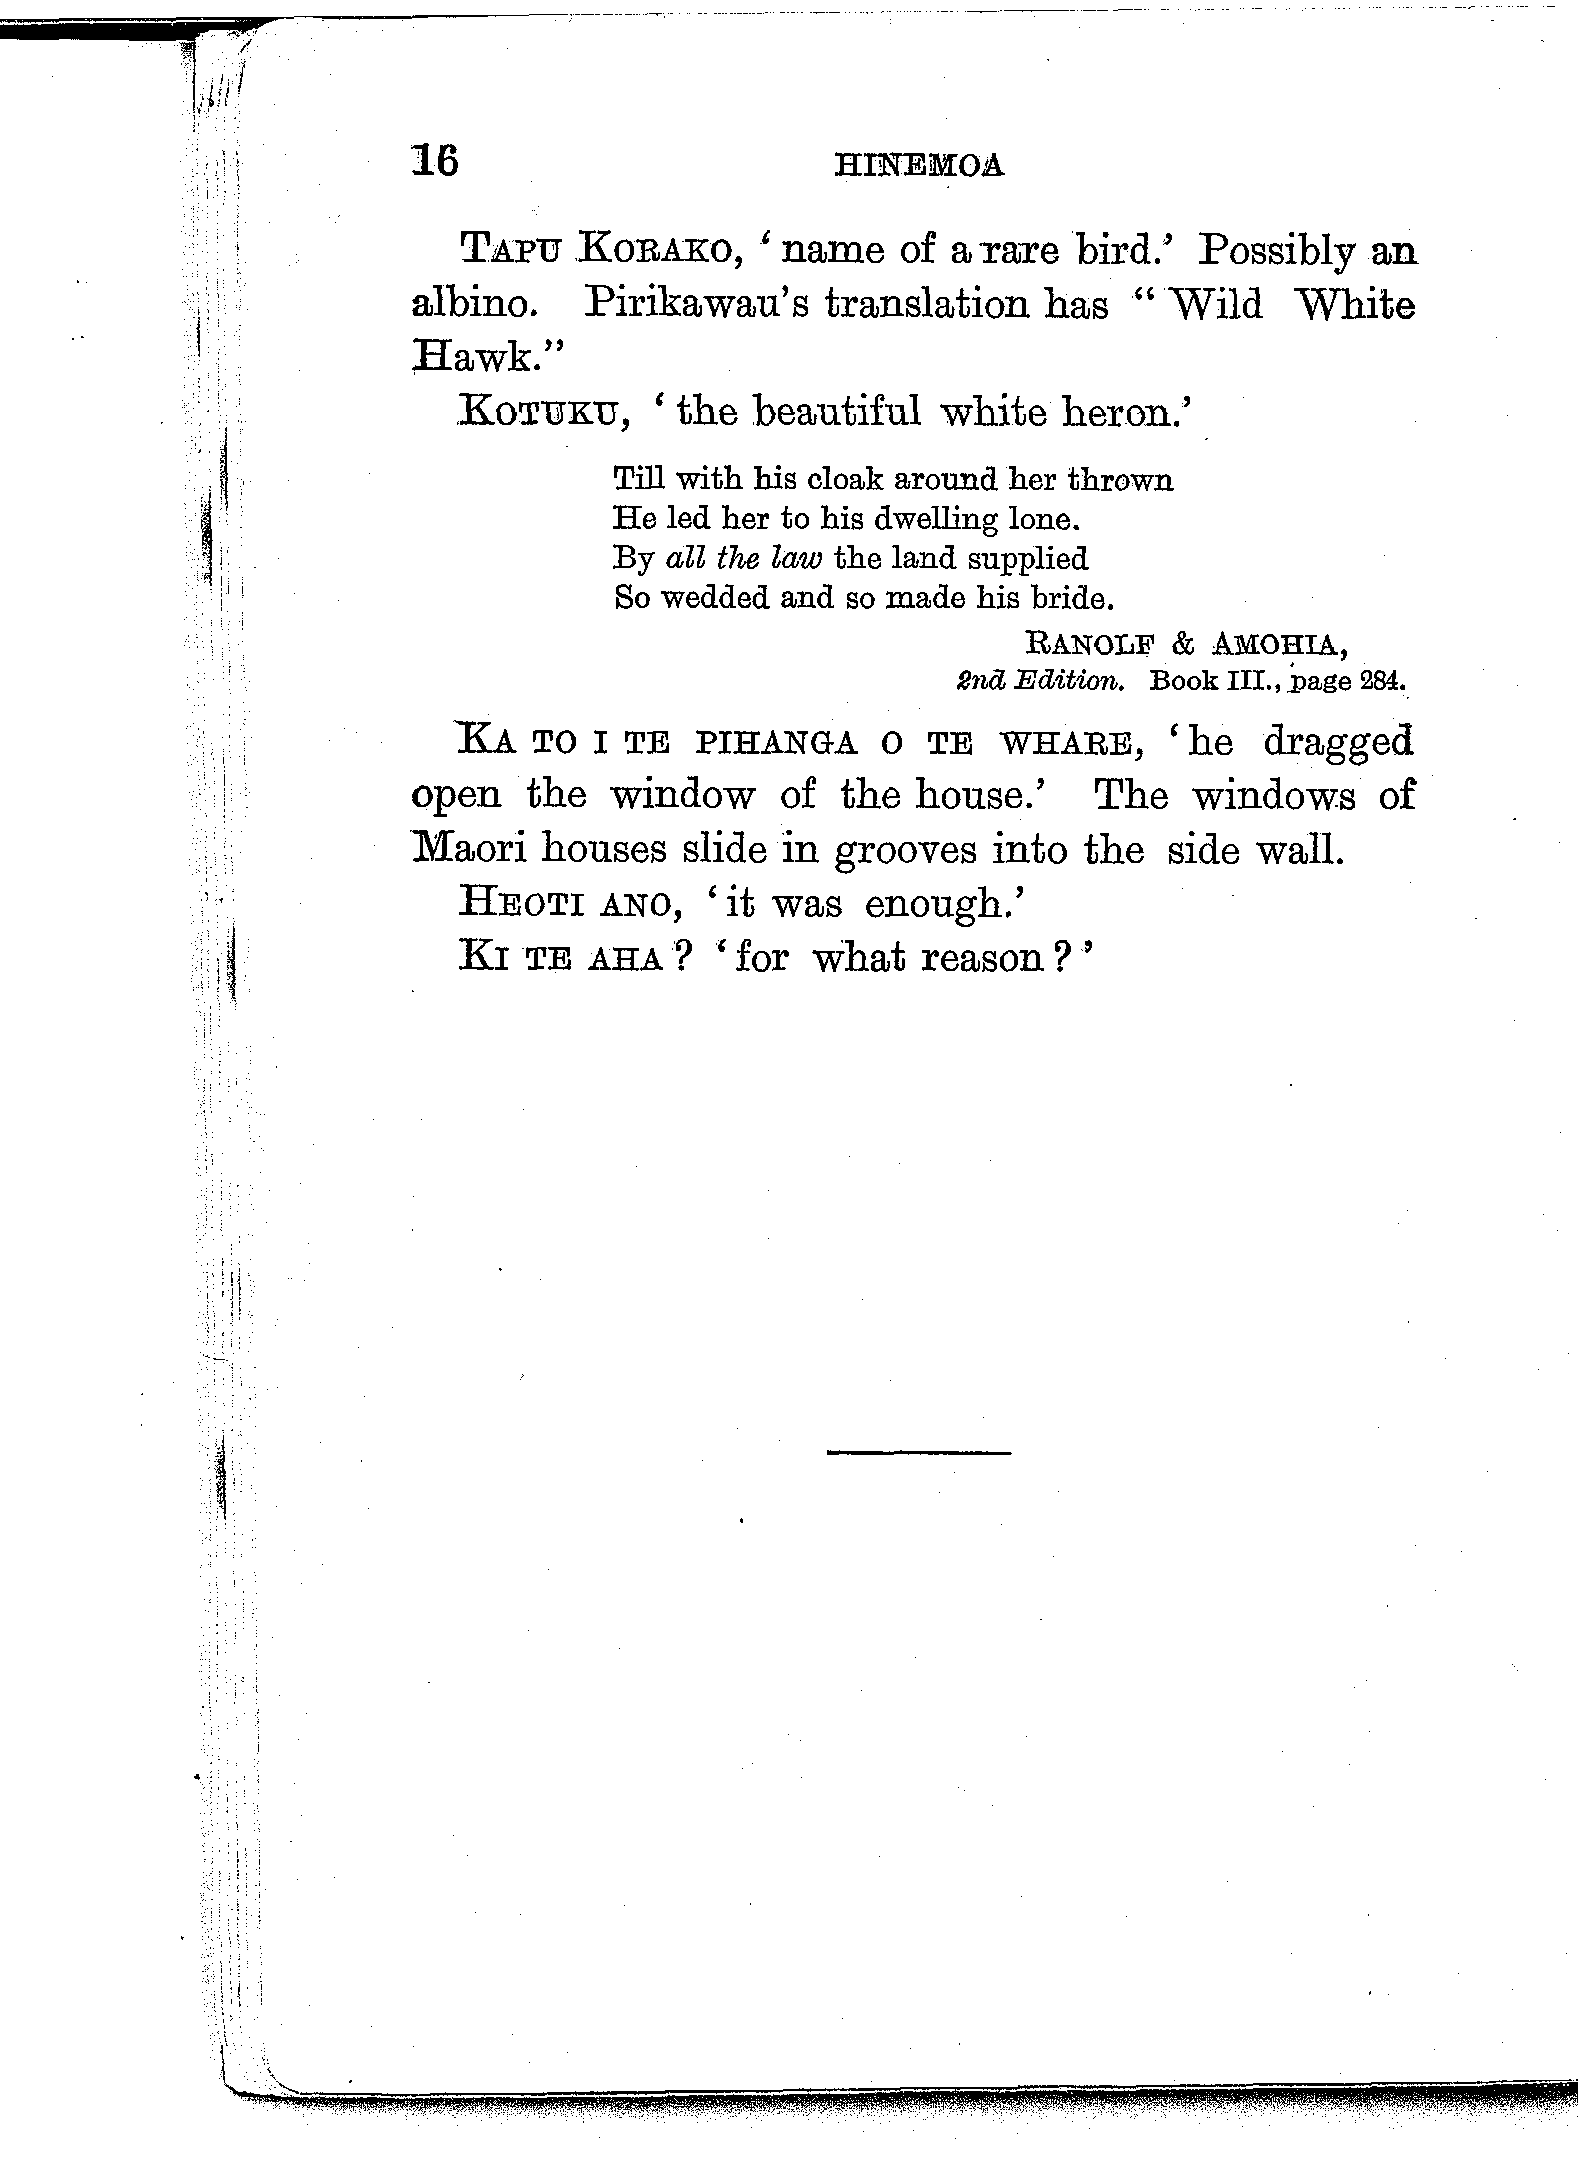 16 HINEMOA
TAPU KORAKO, ‘ name of a rare bird.’ Possibly an
albino. Pirikawau’s translation has “ Wild White
Hawk.”
KOTUKU, ‘ the beautiful white heron.’
Till with his cloak around her thrown
He led her to his dwelling lone.
By all the law the land supplied
So wedded and so made his bride.
RANOLF & AMOHIA,
2nd Edition. Book III., page 284.
KA TO I TE PIHANGA O TE WHARE, ‘ he dragged
open the window of the house.’ The windows of
Maori houses slide in grooves into the side wall.
HEOTI ANO, ‘ it was enough.’
KI TE AHA ? ‘ for what reason ? ’